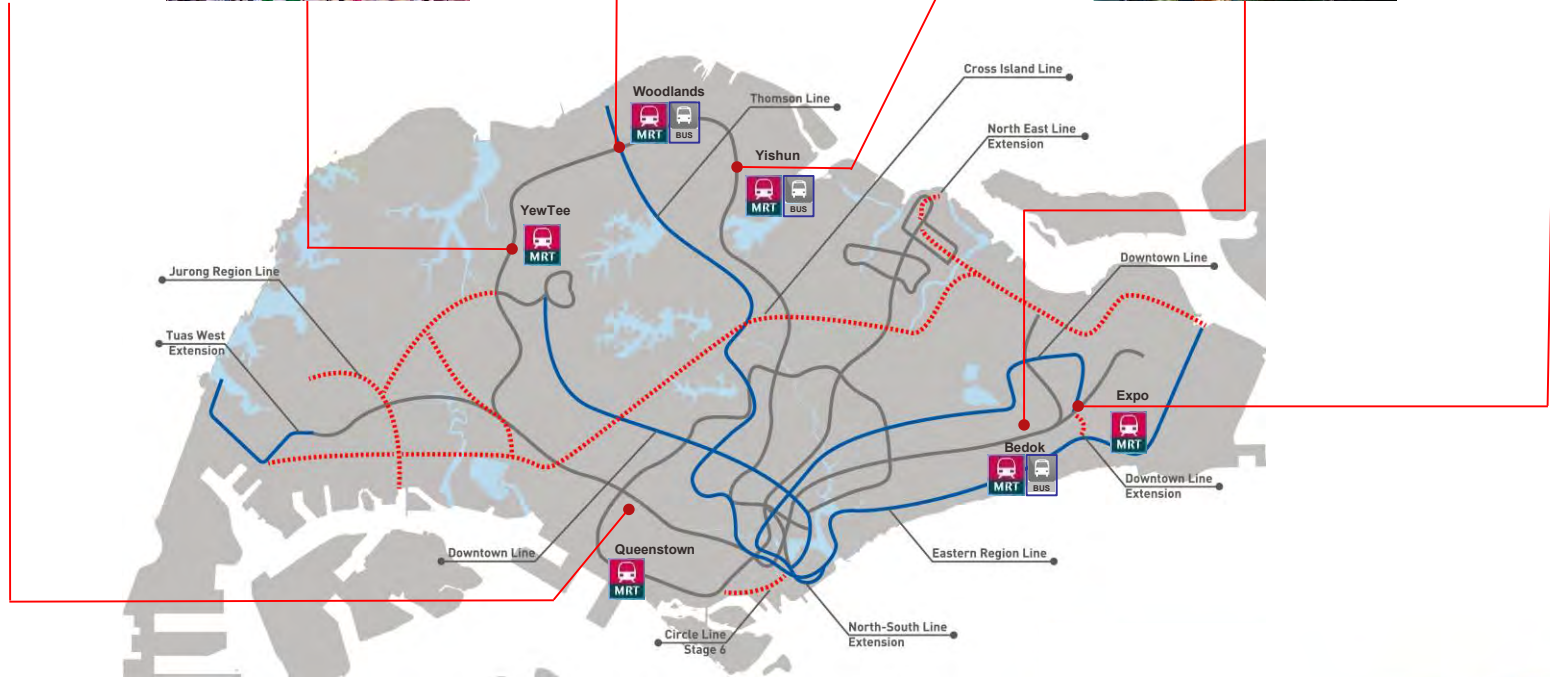 Cross Island Line
Woodlands
Thomson Line
MRT
BUS
North East Line
Extension
Yishun
MRT
BUS
YewTee
MRT
Downtown Line
Jurong Region Line
Tuas West
Extension
Expo
MRT
Bedok
MRT
BUS
Downtown Line
Extension
Downtown Line
Queenstown
MRT
Eastern Region Line
North-South Line
Extension
Circle Line
Stage 6